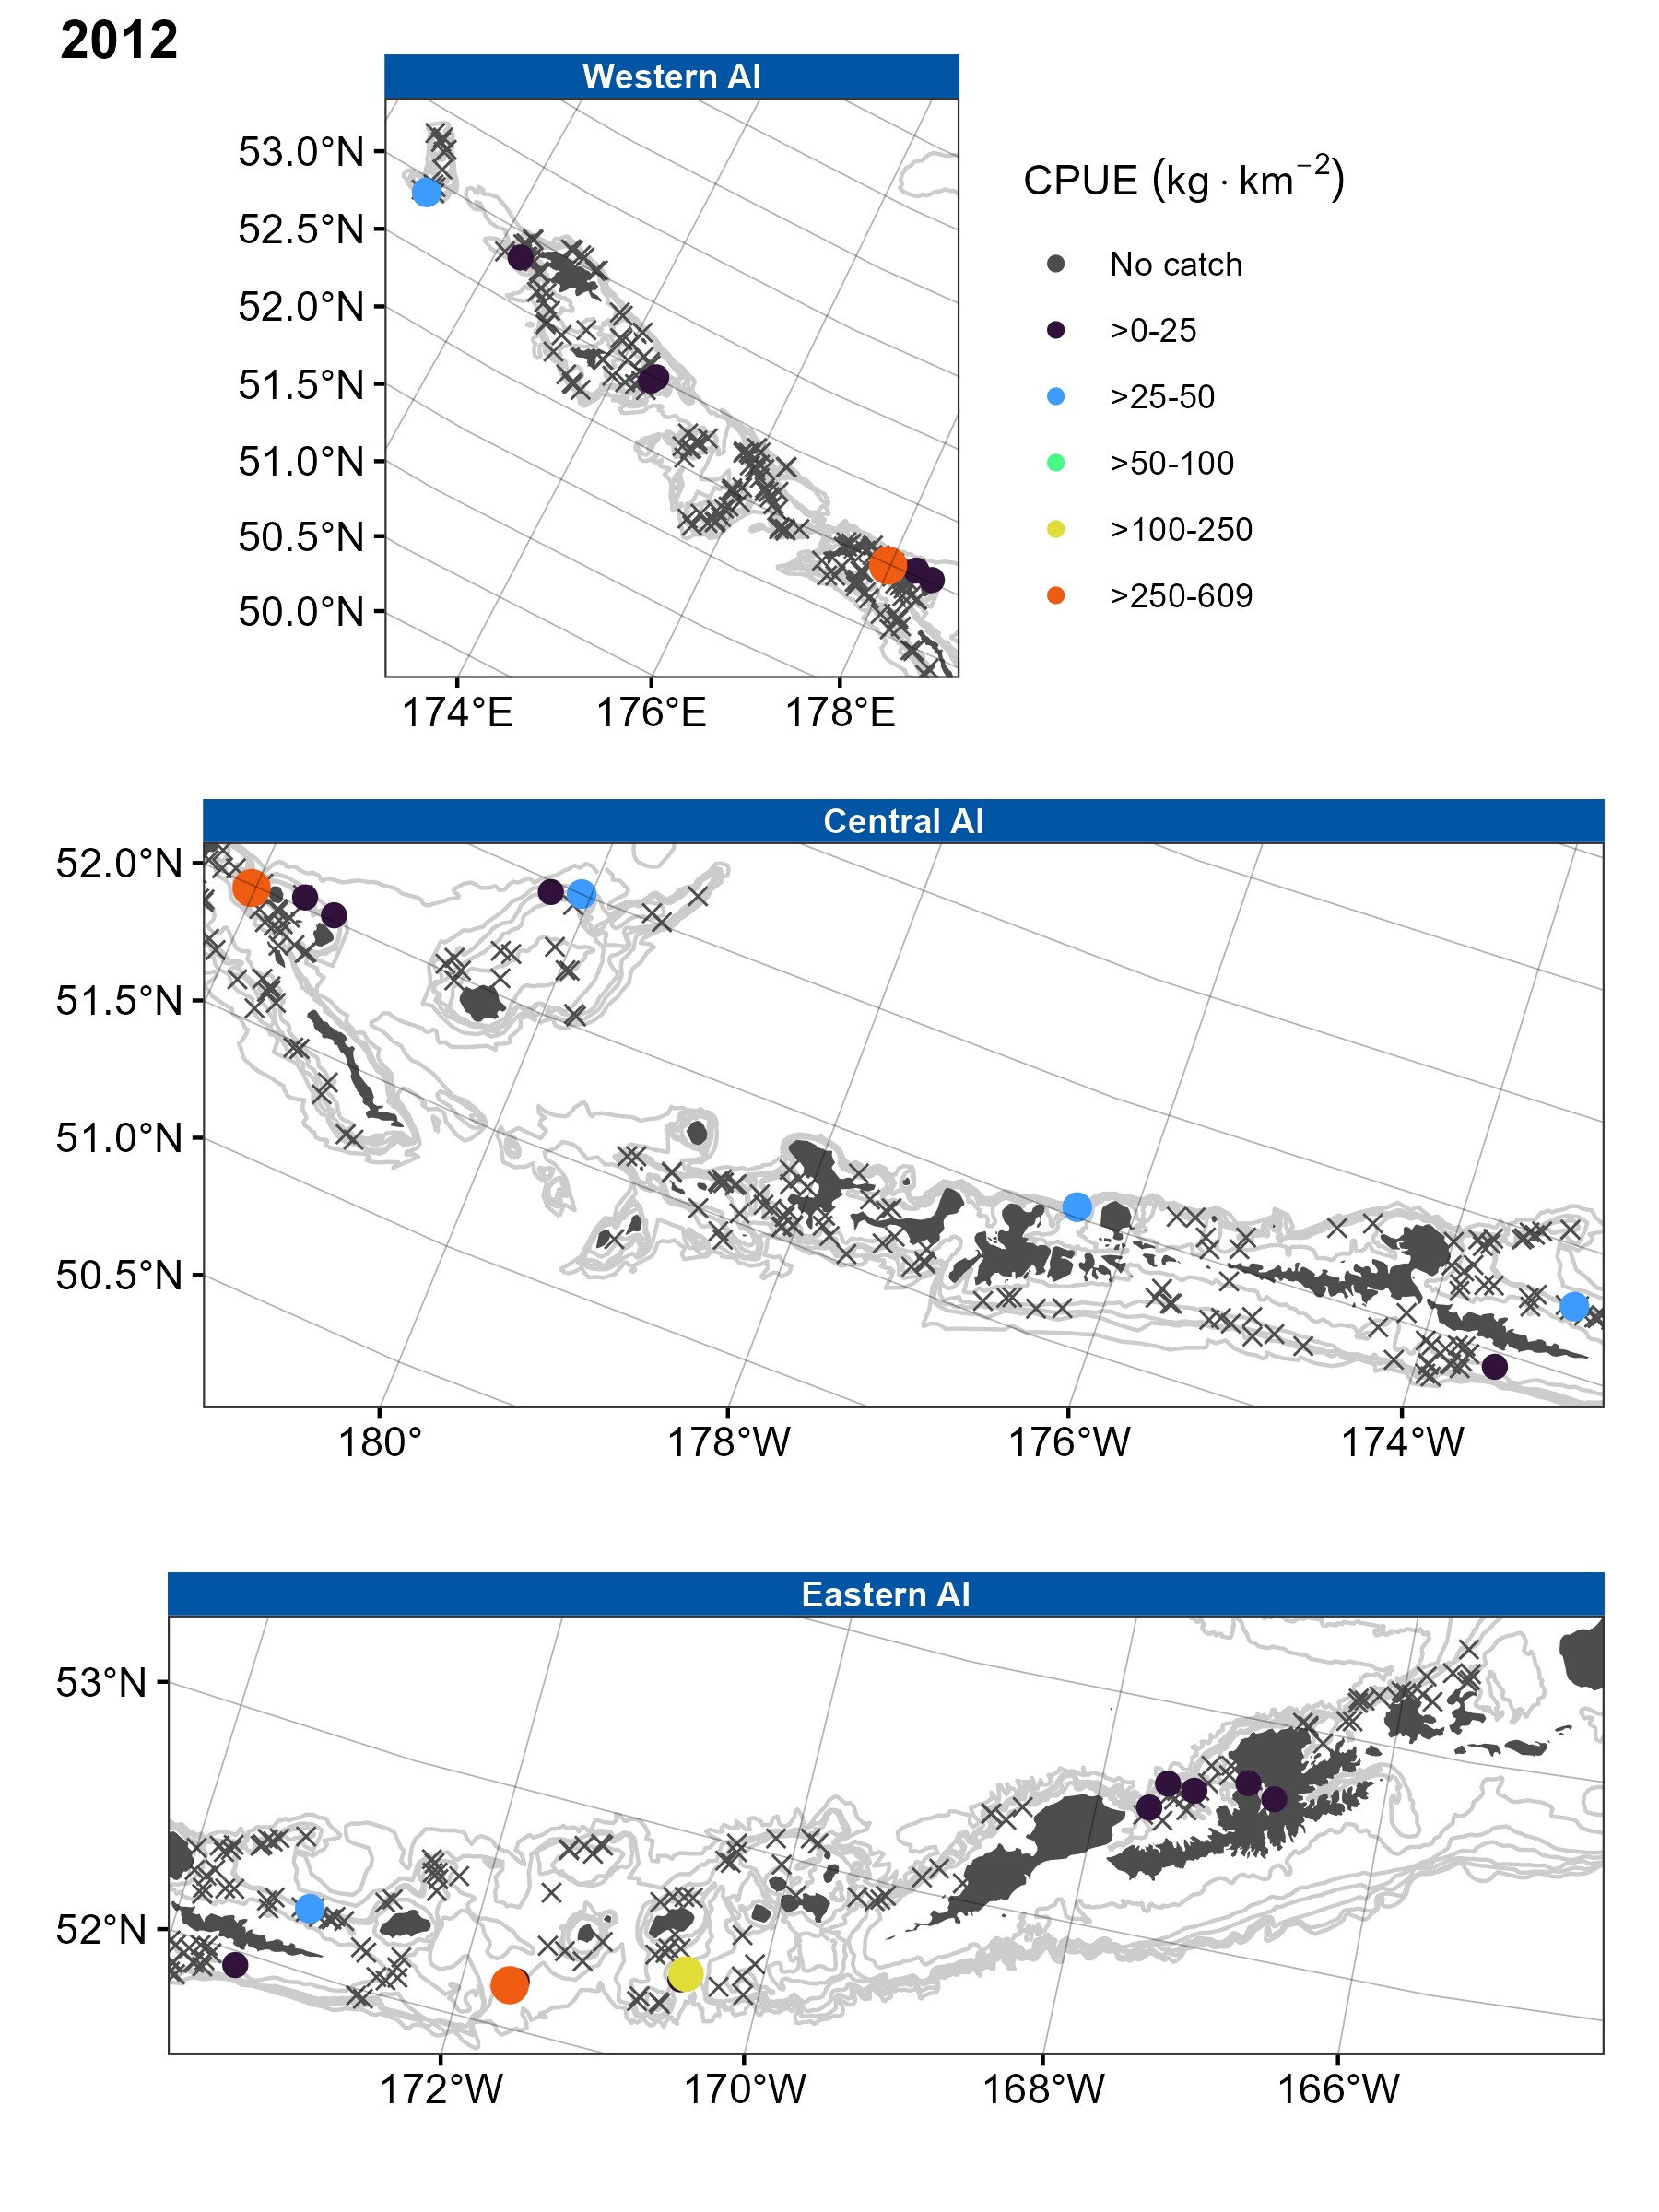 2012
Western AI
53.0°N
52.5°N
52.0°N
51.5°N
51.0°N
50.5°N
50.0°N
174°E 176°E 178°E
CPUE (kg · km⁻²)
No catch
>0-25
>25-50
>50-100
>100-250
>250-609
Central AI
52.0°N
51.5°N
51.0°N
50.5°N
180° 178°W 176°W 174°W
Eastern AI
53°N
52°N
172°W 170°W 168°W 166°W